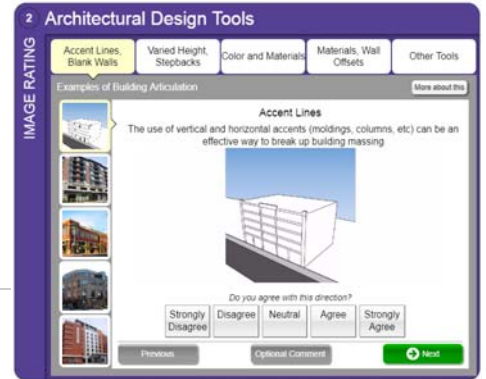 2 Architectural Design Tools
IMAGE RATING
Accent Lines,
Blank Walls
Varied Height,
Stepbacks
Color and Materials
Materials, Wall
Offsets
Other Tools
Examples of Building Articulation
More about this
Accent Lines
The use of vertical and horizontal accents (moldings, columns, etc) can be an
effective way to break up building massing
Do you agree with this direction?
Strongly
Disagree
Disagree
Neutral
Agree
Strongly
Agree
Previous
Optional Comment
Next